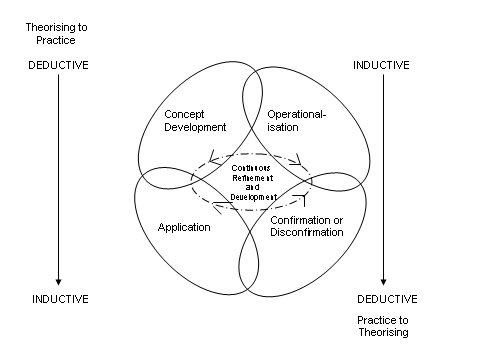 Theorising to
Practice
DEDUCTIVE
INDUCTIVE
Concept
Development
Operational-
isation
Continuous
Refinement
and
Development
Application
Confirmation or
Disconfirmation
INDUCTIVE
DEDUCTIVE
Practice to
Theorising